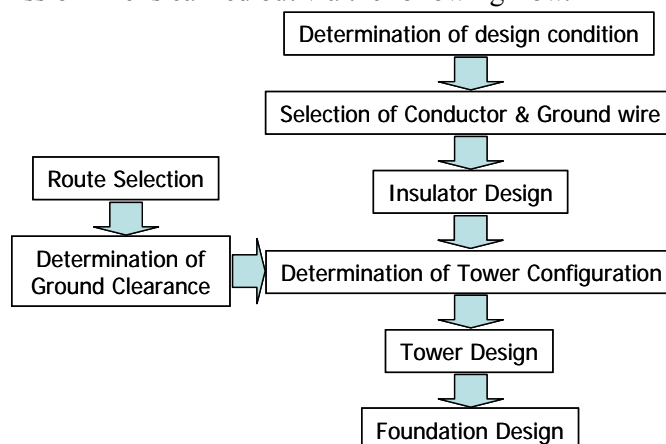 Determination of design condition
Selection of Conductor & Ground wire
Route Selection
Insulator Design
Determination of
Ground Clearance
Determination of Tower Configuration
Tower Design
Foundation Design